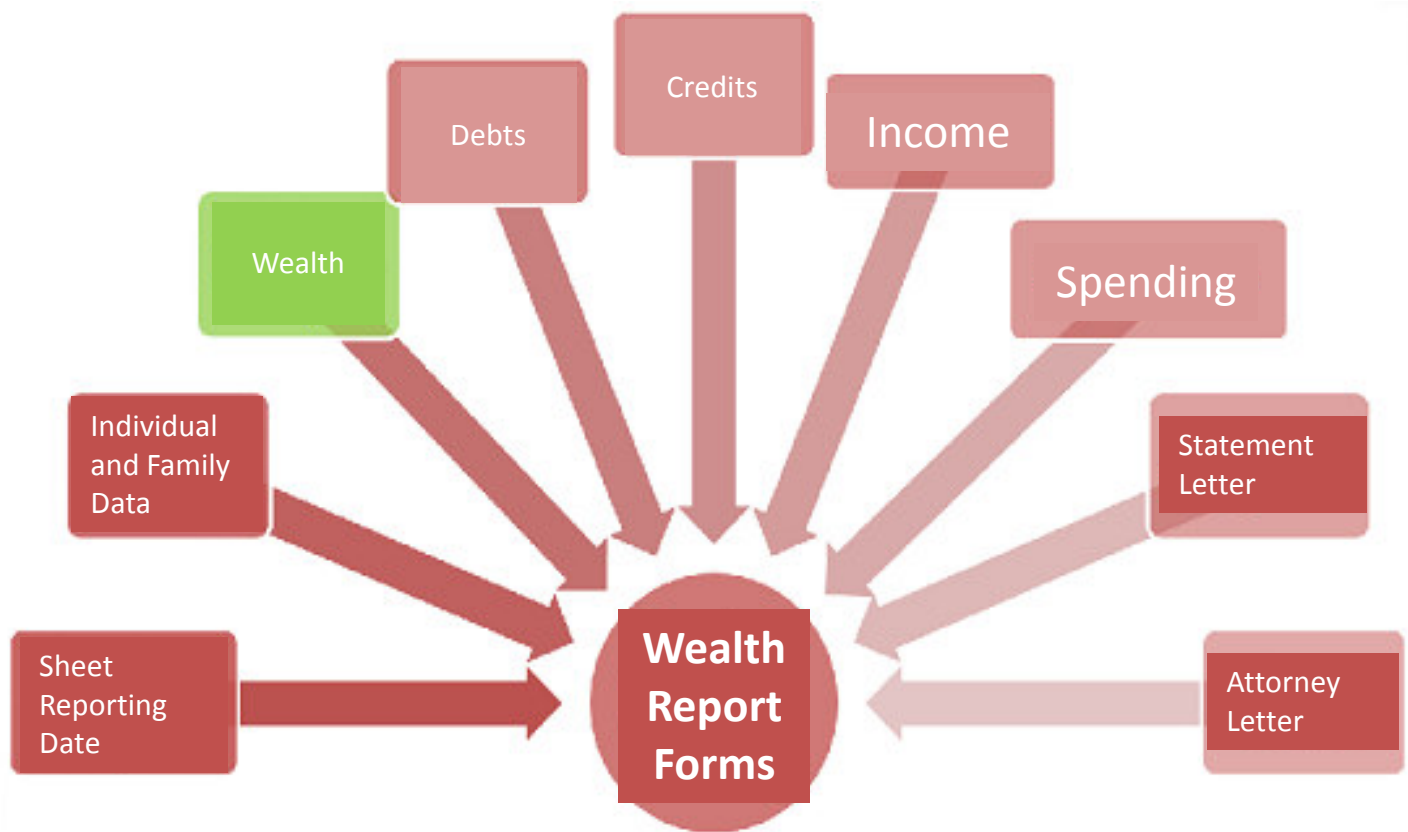 Credits
Debts
Income
Wealth
Spending
Individual
and Family
Data
Statement
Letter
Sheet
Reporting
Date
Wealth
Report
Forms
Attorney
Letter